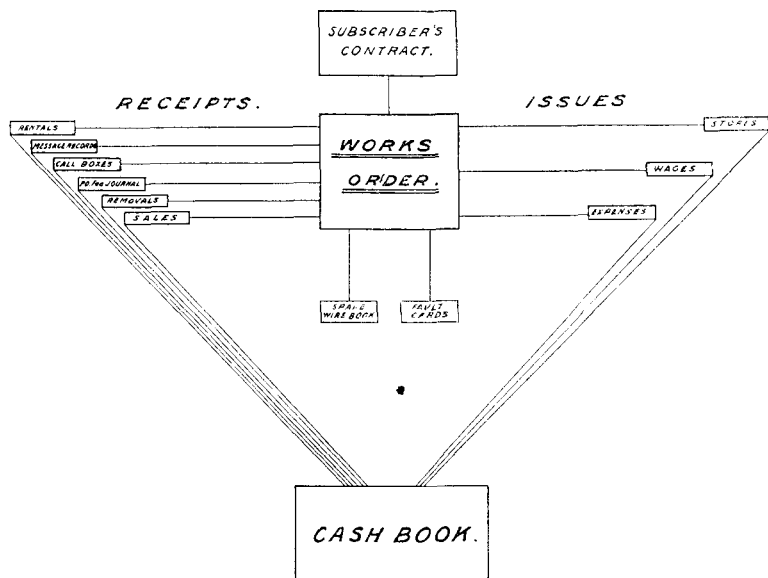 SUBSCRIBER'S
CONTRACT.
RECEIPTS.
ISSUES
RENTALS
MESSAGE RECORDS
CALL BOXES
P.O. Fee JOURNAL
REMOVALS
SALES
WORKS
ORDER.
STORES
WAGES
EXPENSES
SPARE
WIRE BOOK
FAULT
CARDS
CASH BOOK.